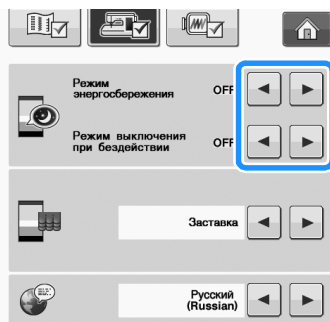 Режим
энергосбережения OFF
Режим выключения
при бездействии OFF
Заставка
Русский
(Russian)